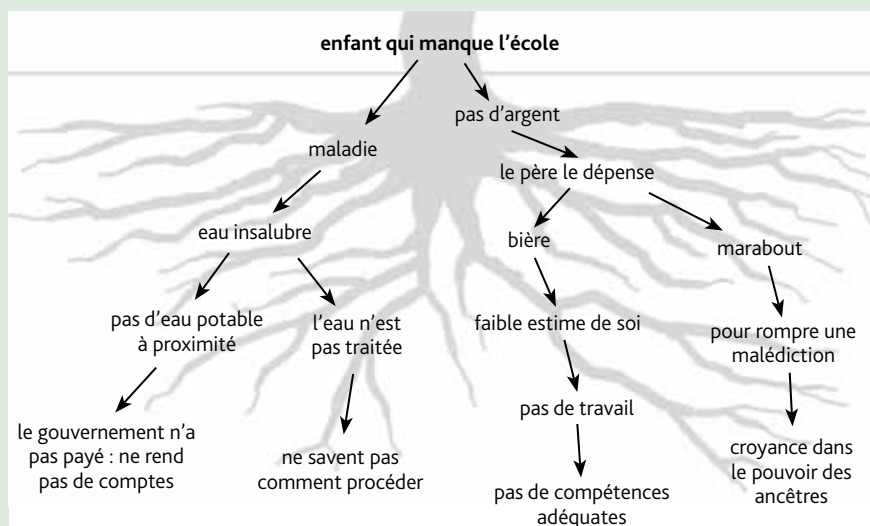 enfant qui manque l'école
pas d'argent
maladie
le père le dépense
eau insalubre
bière
marabout
pas d'eau potable
à proximité
l'eau n'est
pas traitée
faible estime de soi
pour rompre une
malédiction
pas de travail
le gouvernement n'a
pas payé : ne rend
pas de comptes
ne savent pas
comment procéder
croyance dans
le pouvoir des
ancêtres
pas de compétences
adéquates